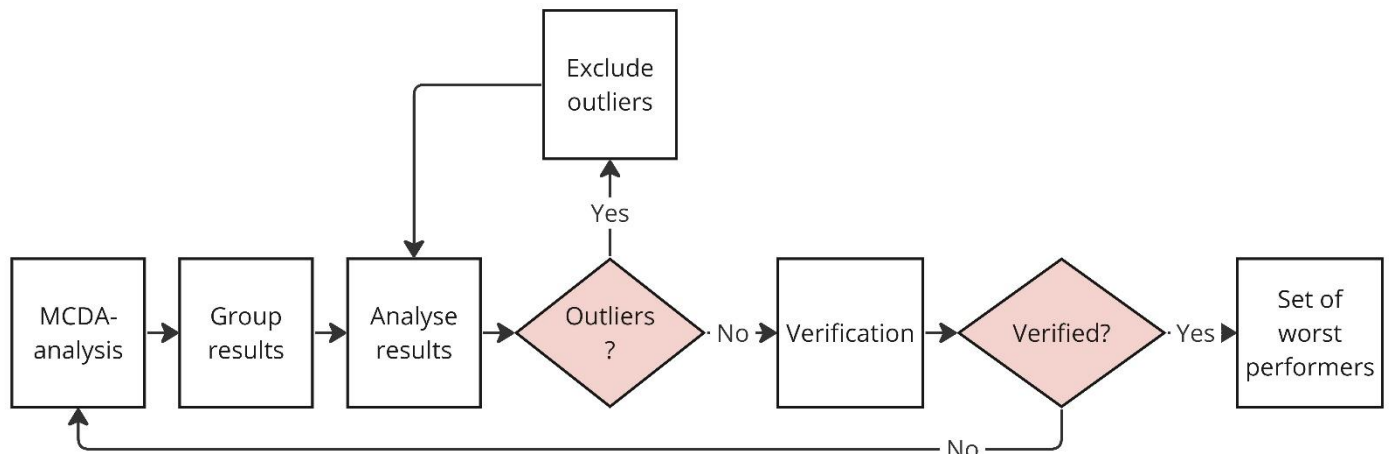 Exclude
outliers
Yes
MCDA-
analysis
Group
results
Analyse
results
Outliers
?
No
Verification
Verified?
Yes
Set of
worst
performers
No